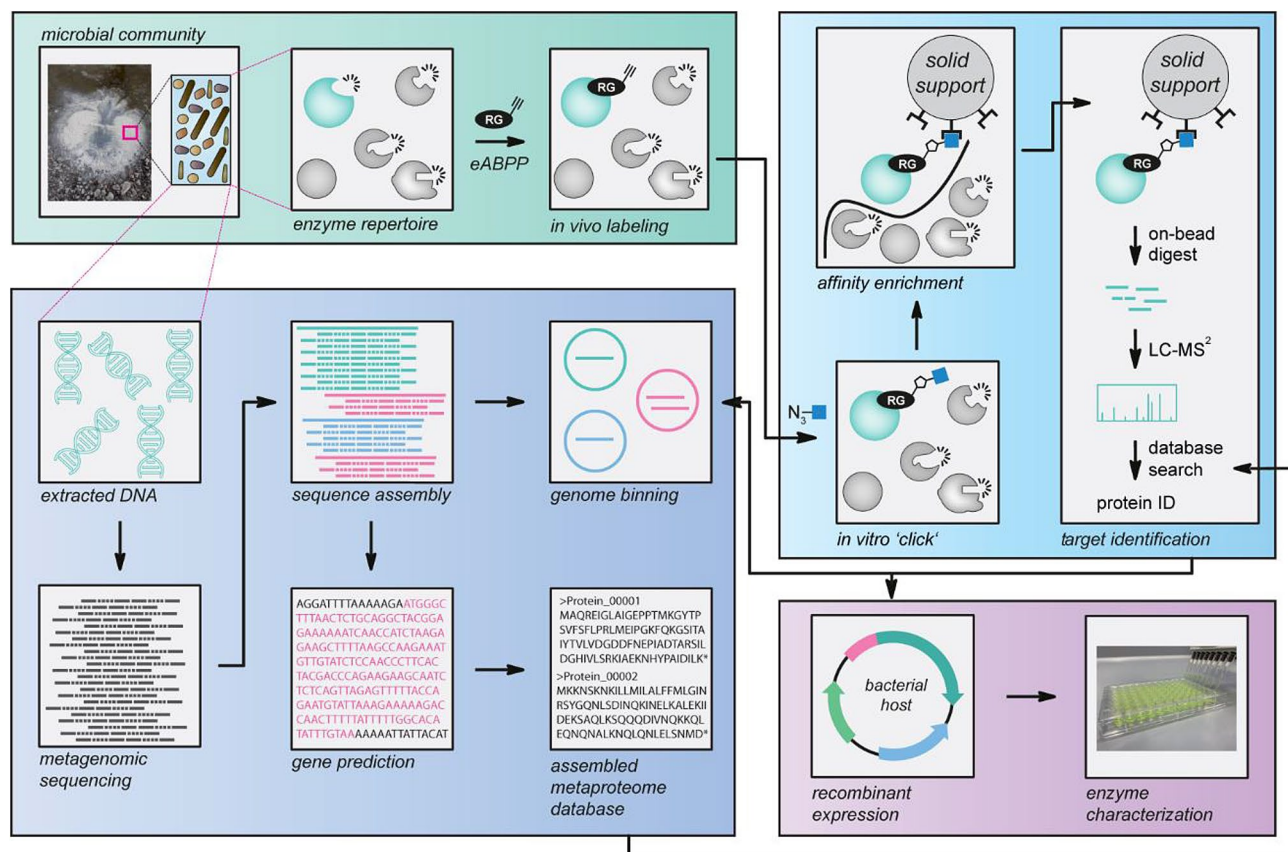 microbial community
RG
eABPP
RG
enzyme repertoire
in vivo labeling
solid
support
RG
affinity enrichment
solid
support
RG
on-bead
digest
LC-MS2
database
search
protein ID
target identification
N3
RG
in vitro ‘click‘
extracted DNA
sequence assembly
genome binning
metagenomic
sequencing
AGGATTTTAAAAAGAATGGGC
TTTAACTCTGCAGGCTACGGA
GAAAAAATCAACCATCTAAGA
GAAGCTTTTAAGCCAAGAAAT
GTTGTATCTCCAACCCTTCAC
TACGACCCAGAAGAAGCAATC
TCTCAGTTAGAGTTTTTACCA
GAATGTATTAAAGAAAAAGAC
CAACTTTTTATTTTTGGCACA
TATTTGTAAAAAAATTATTACAT
gene prediction
>Protein_00001
MAQREIGLAIGEPPTMKGYTP
SVFSFLPRLMEIPGKFQKGSITA
IYTVLVDGDDFNEPIADTARSIL
DGHIVLSRKIAEKNHYPAIDILK*
>Protein_00002
MKKNSKNKILLMILALFFMLGIN
RSYGQNLSDINQKINELKALEKII
DEKSAQLKSQQQDIVNQKKQL
EQNQNALKNQLQNLELSNMD*
assembled
metaproteome
database
bacterial
host
recombinant
expression
enzyme
characterization